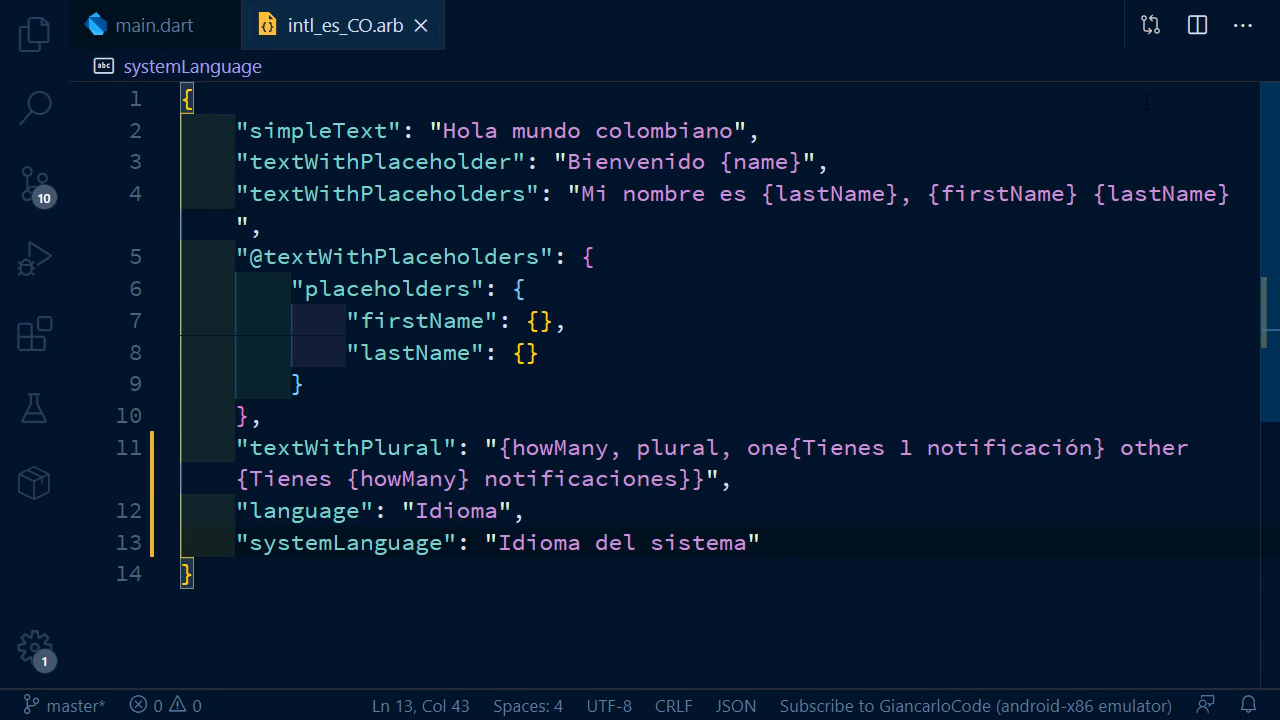 main.dart
intl_es_CO.arb
systemLanguage
1 {
2 "simpleText": "Hola mundo colombiano",
3 "textWithPlaceholder": "Bienvenido {name}",
4 "textWithPlaceholders": "Mi nombre es {lastName}, {firstName} {lastName}
",
5 "@textWithPlaceholders": {
6 "placeholders": {
7 "firstName": {},
8 "lastName": {}
9 }
10 },
11 "textWithPlural": "{howMany, plural, one{Tienes 1 notificación} other
{Tienes {howMany} notificaciones}}",
12 "language": "Idioma",
13 "systemLanguage": "Idioma del sistema"
14 }
10
1
master* 0 0 Ln 13, Col 43 Spaces: 4 UTF-8 CRLF JSON Subscribe to GiancarloCode (android-x86 emulator)